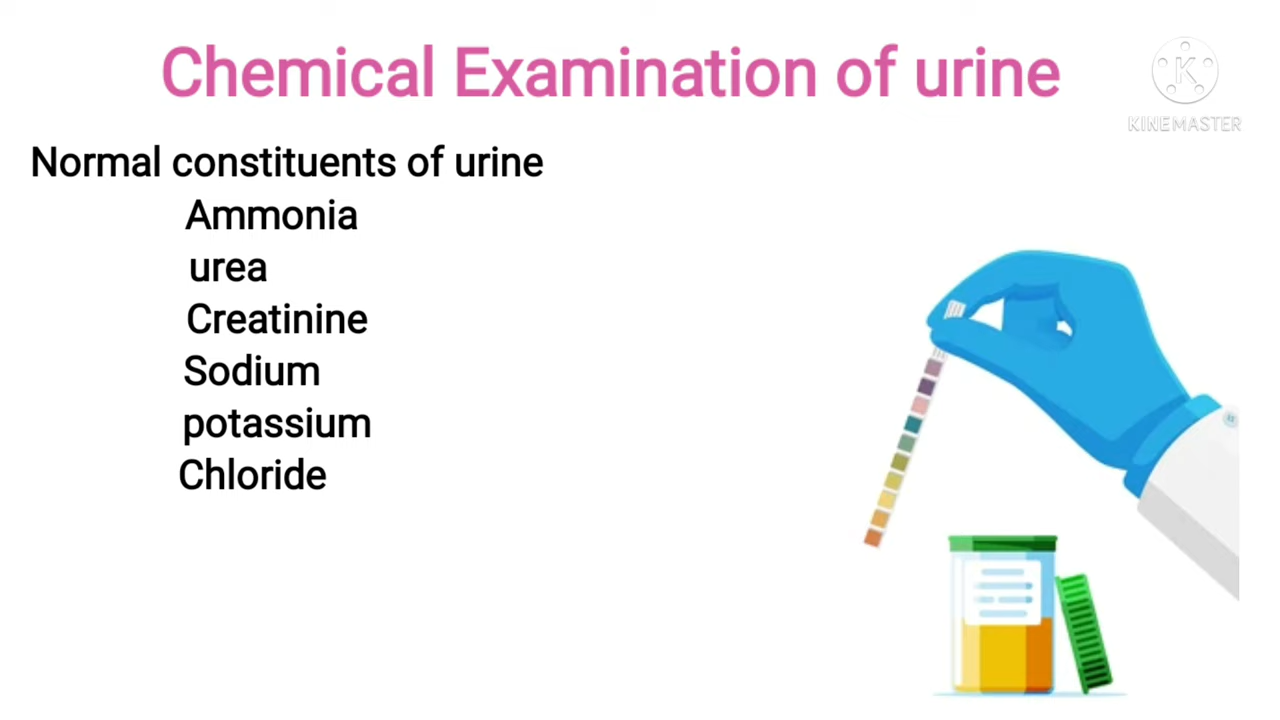 Chemical Examination of urine
K
KINEMASTER
Normal constituents of urine
Ammonia
urea
Creatinine
Sodium
potassium
Chloride